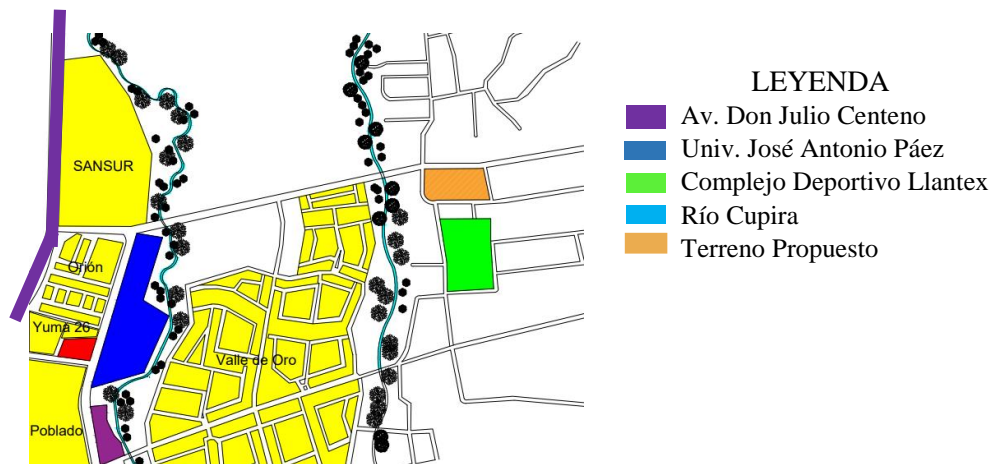 SANSUR
Orión
Yuma 26
Valle de Oro
Poblado
LEYENDA
Av. Don Julio Centeno
Univ. José Antonio Páez
Complejo Deportivo Llantex
Río Cupira
Terreno Propuesto